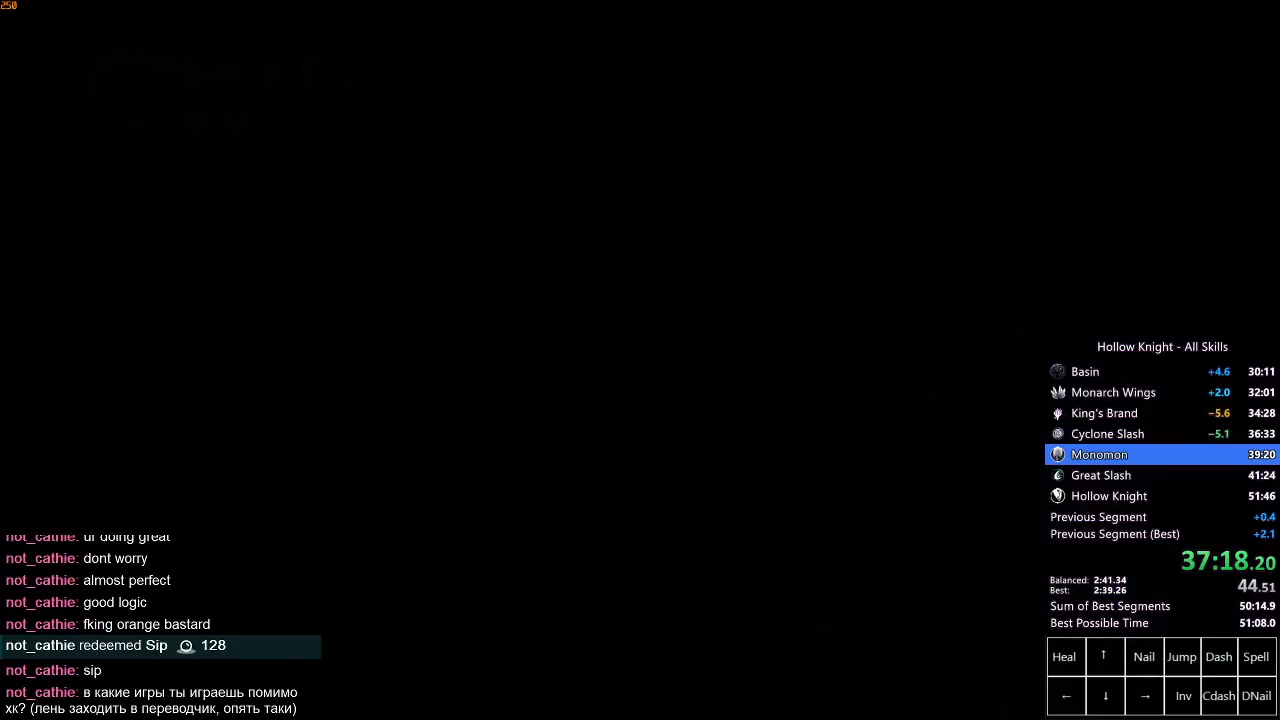 250
Hollow Knight - All Skills
Basin +4.6 30:11
Monarch Wings +2.0 32:01
King's Brand −5.6 34:28
Cyclone Slash −5.1 36:33
Monomon 39:20
Great Slash 41:24
Hollow Knight 51:46
Previous Segment +0.4
Previous Segment (Best) +2.1
37:18.20
Balanced: 2:41.34
Best: 2:39.26
44.51
Sum of Best Segments 50:14.9
Best Possible Time 51:08.0
Heal ↑ Nail Jump Dash Spell
← ↓ → Inv Cdash DNail
not_cathie: ur doing great
not_cathie: dont worry
not_cathie: almost perfect
not_cathie: good logic
not_cathie: fking orange bastard
not_cathie redeemed Sip 128
not_cathie: sip
not_cathie: в какие игры ты играешь помимо
хк? (лень заходить в переводчик, опять таки)